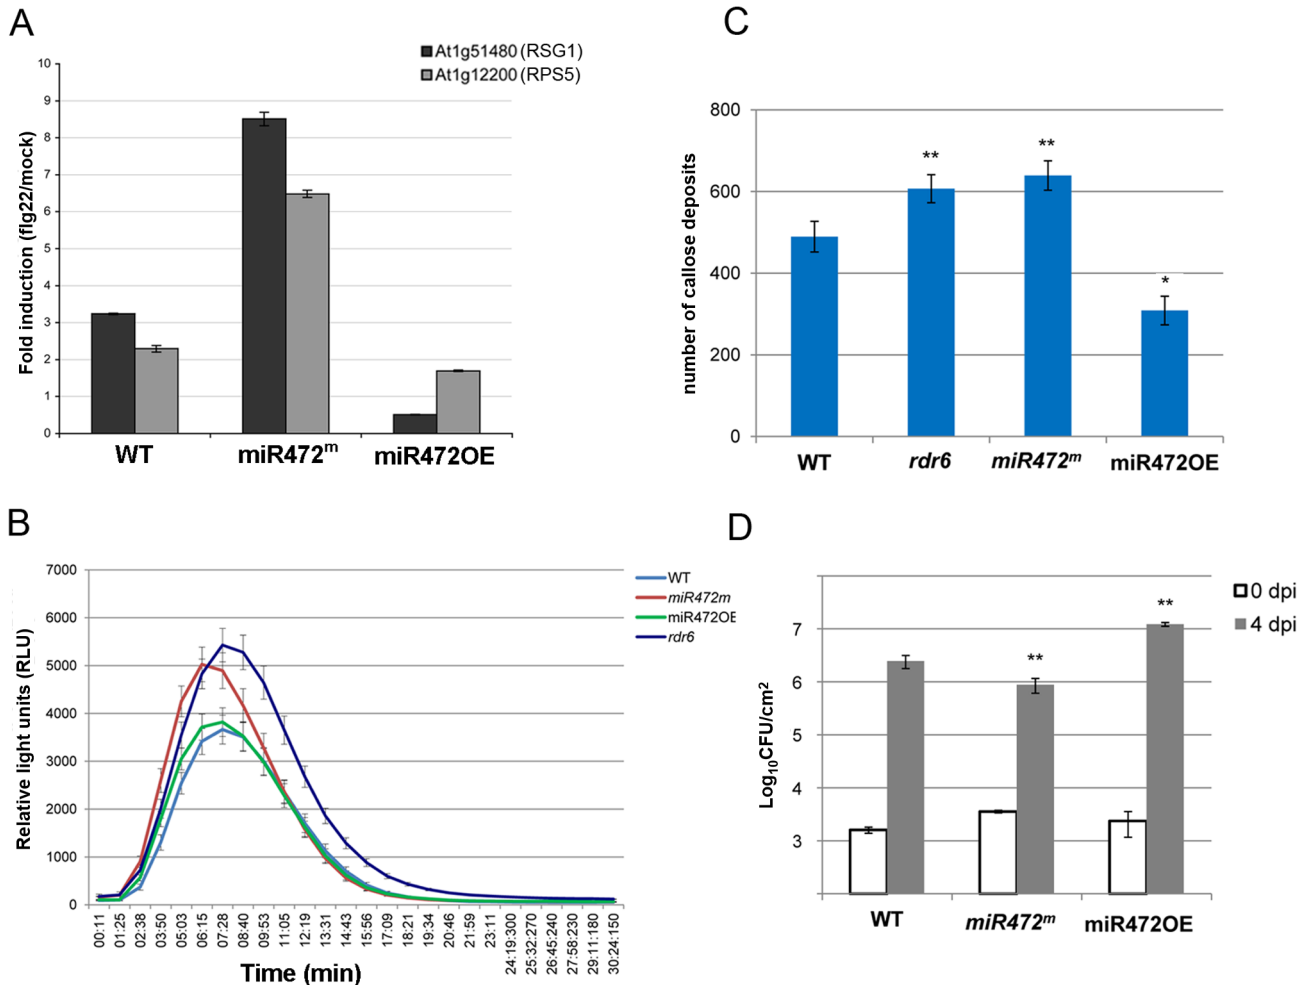 A
At1g51480 (RSG1)
At1g12200 (RPS5)
Fold induction (flg22/mock)
10
9
8
7
6
5
4
3
2
1
0
WT miR472m miR472OE
B
WT
miR472m
miR472OE
rdr6
Relative light units (RLU)
7000
6000
5000
4000
3000
2000
1000
0
00:11 01:25 02:38 03:50 05:03 06:15 07:28 08:40 09:53 11:05 12:19 13:31 14:43 15:56 17:09 18:21 19:34 20:46 21:59 23:11 24:19:300 25:32:270 26:45:240 27:58:230 29:11:180 30:24:150
Time (min)
C
number of callose deposits
800
600
400
200
0
** ** *
WT rdr6 miR472m miR472OE
D
0 dpi
4 dpi
Log10CFU/cm2
7
6
5
4
3
** **
WT miR472m miR472OE